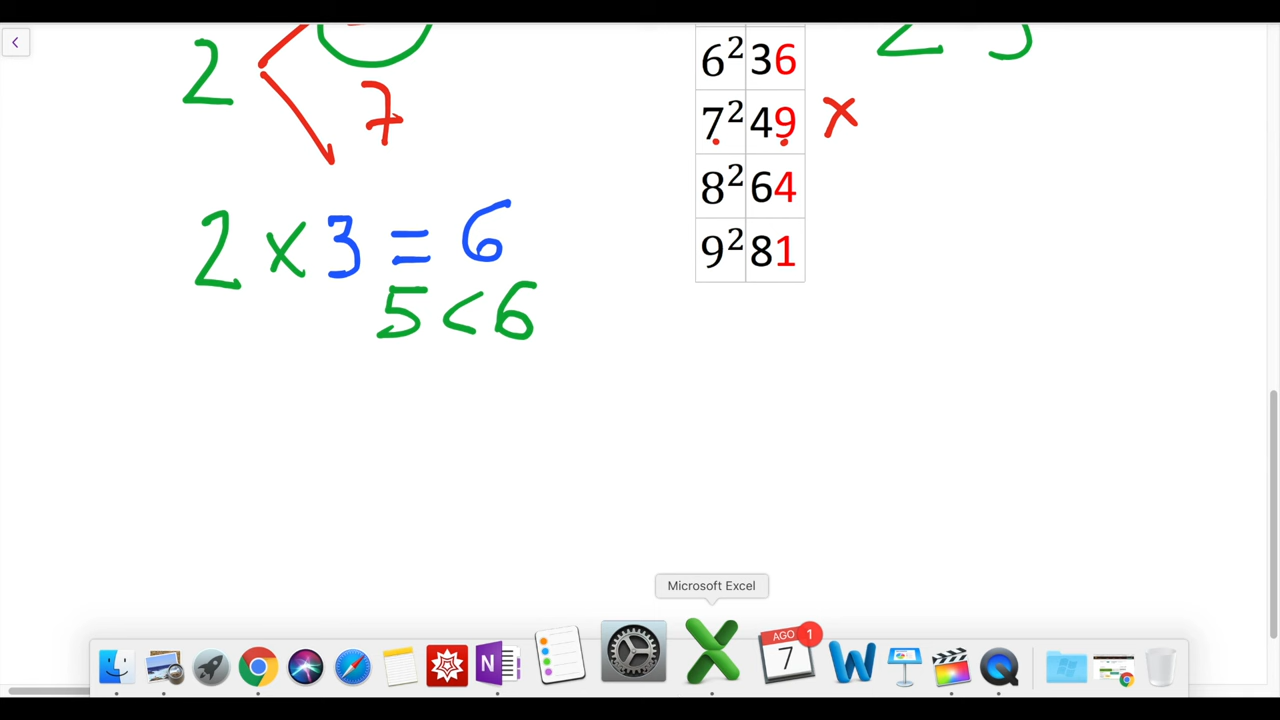 2
7
2 x 3 = 6
5 < 6
6² 36
7² 49 x
8² 64
9² 81
Microsoft Excel
N
AGO 1
7
W